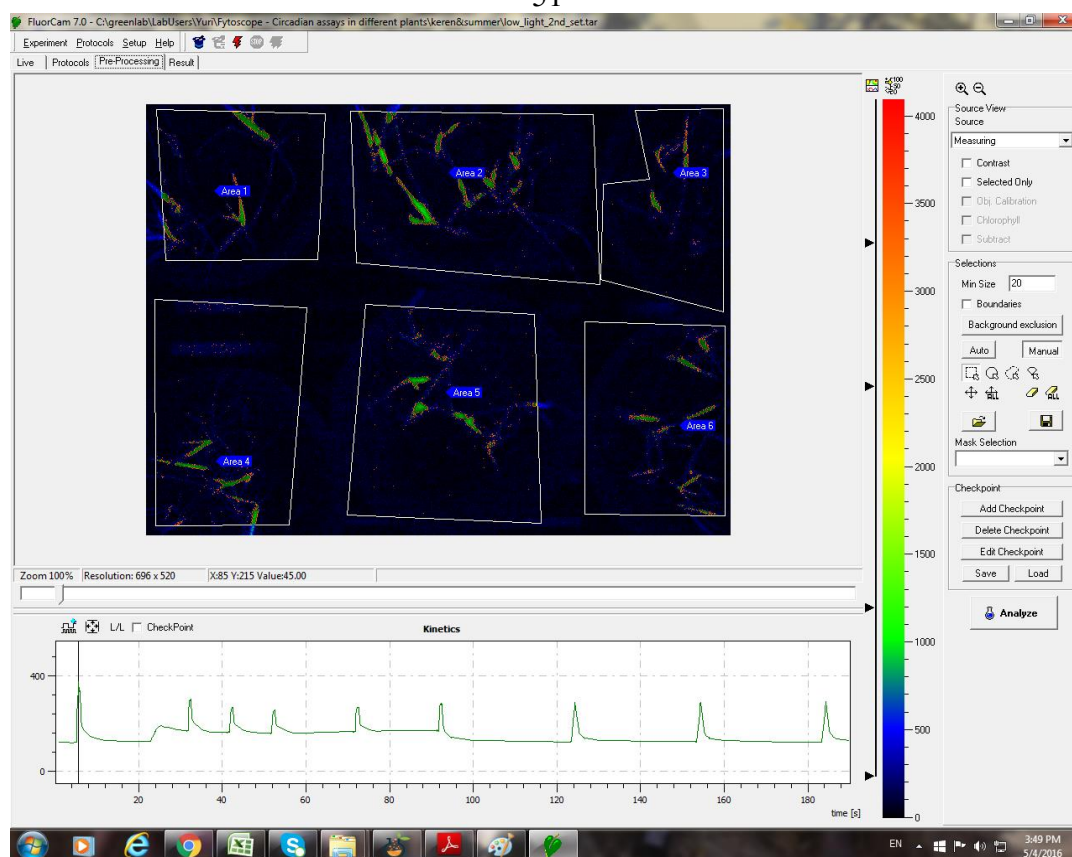 51
FluorCam 7.0 - C:\greenlab\LabUsers\Yuri\Fytoscope - Circadian assays in different plants\keren&summer\low_light_2nd_set.tar
Experiment Protocols Setup Help
Live Protocols Pre-Processing Result
Area 1
Area 2
Area 3
Area 4
Area 5
Area 6
4000
3500
3000
2500
2000
1500
1000
500
0
Source View
Source
Measuring
Contrast
Selected Only
Obj. Calibration
Chlorophyll
Subtract
Selections
Min Size 20
Boundaries
Background exclusion
Auto Manual
ALL ALL
Mask Selection
Checkpoint
Add Checkpoint
Delete Checkpoint
Edit Checkpoint
Save Load
Analyze
Zoom 100% Resolution: 696 x 520 X:85 Y:215 Value:45.00
L/L CheckPoint Kinetics
400
0
20 40 60 80 100 120 140 160 180
time [s]
EN 3:49 PM
5/4/2016